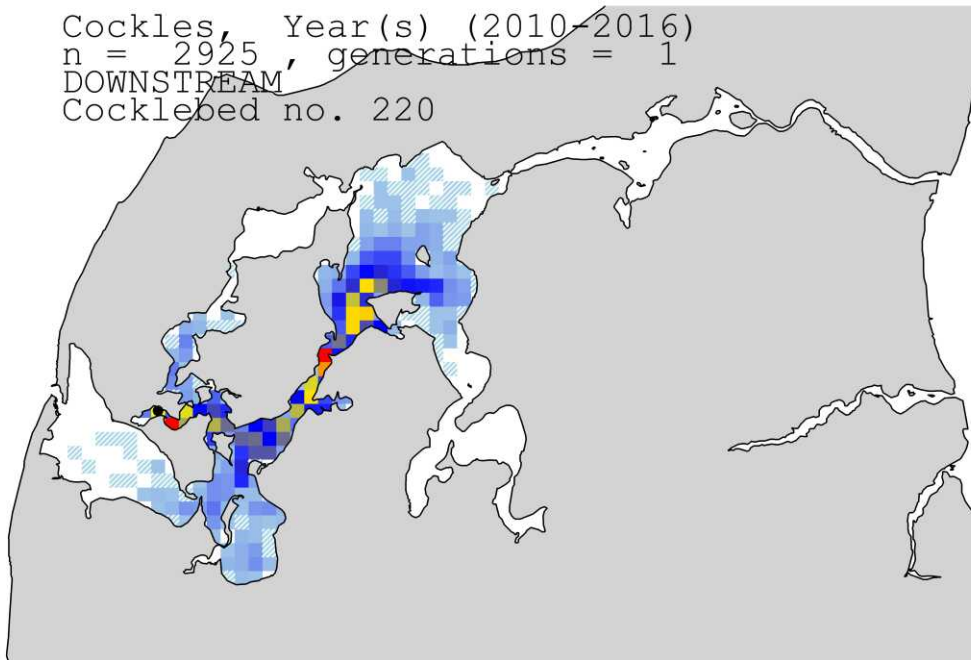 Cockles, Year(s) (2010-2016)
n = 2925 , generations = 1
DOWNSTREAM
Cocklebed no. 220